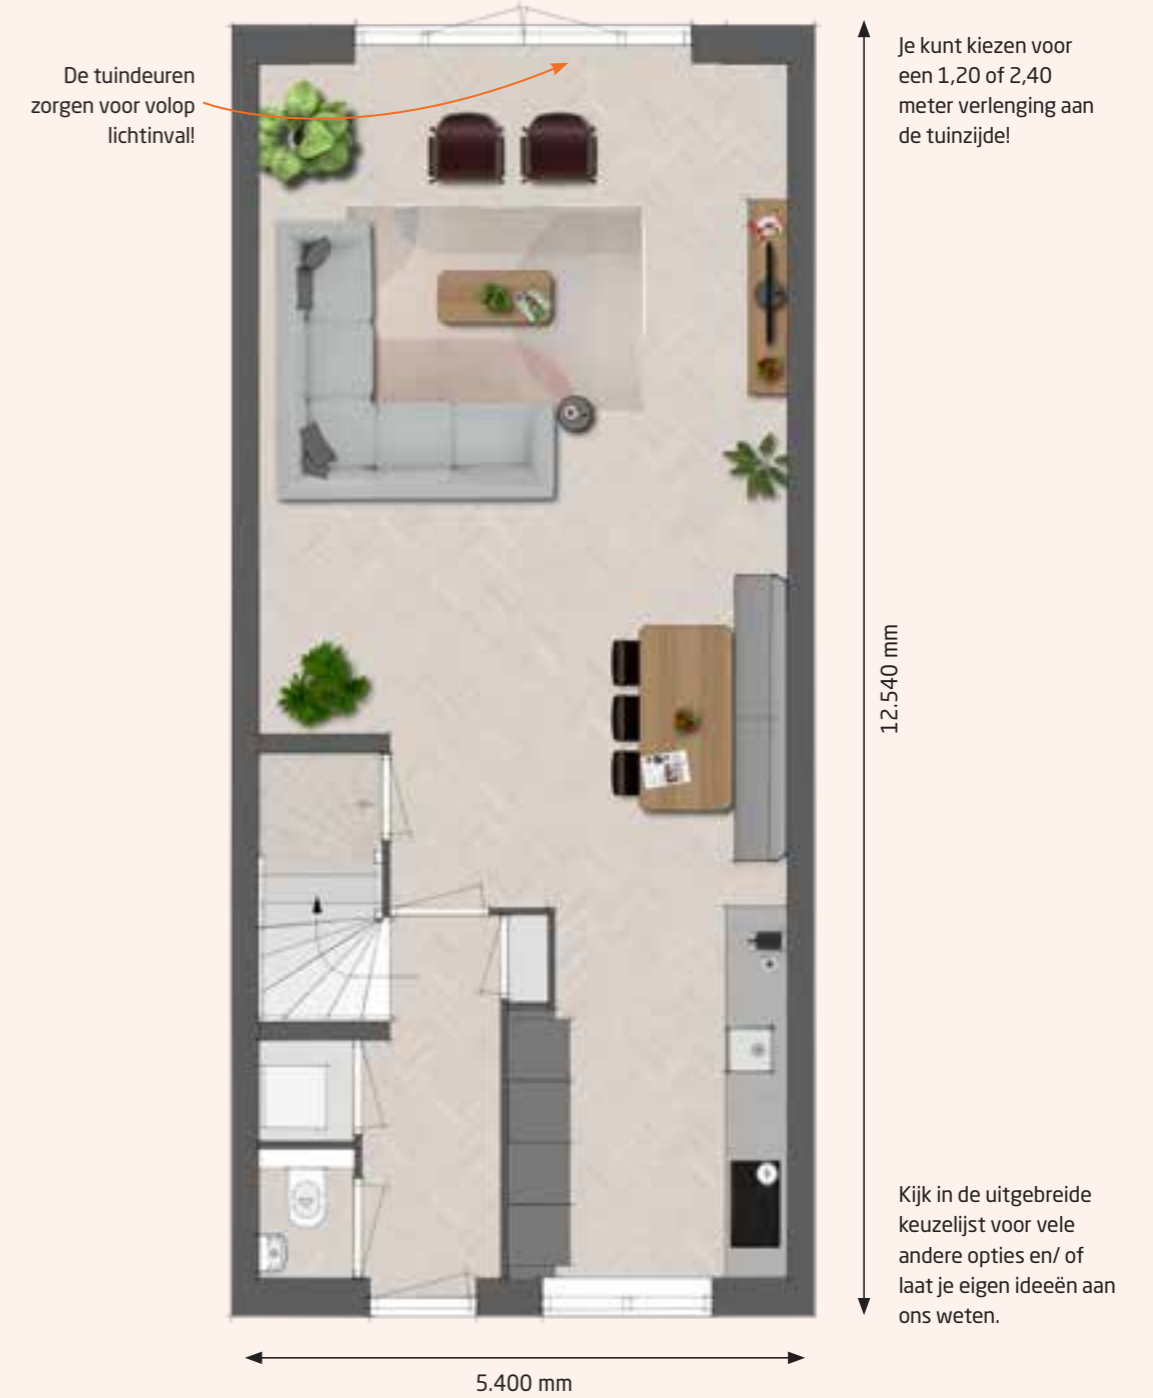 De tuindeuren
zorgen voor volop
lichtinval!
Je kunt kiezen voor
een 1,20 of 2,40
meter verlenging aan
de tuinzijde!
12.540 mm
Kijk in de uitgebreide
keuzelijst voor vele
andere opties en/ of
laat je eigen ideeën aan
ons weten.
5.400 mm